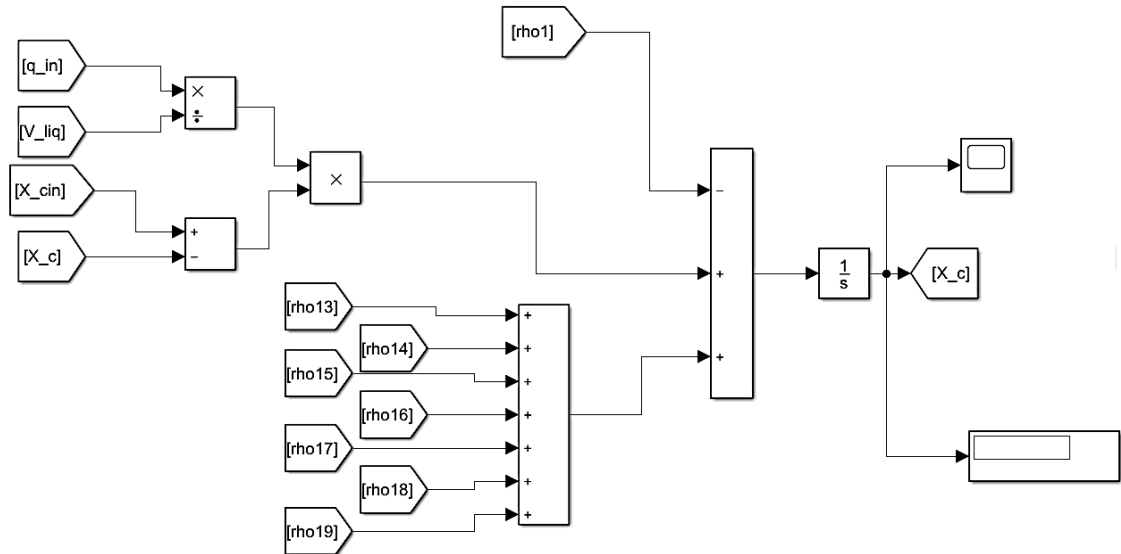 [rho1]
[q_in]
×
÷
[V_liq]
[X_cin]
×
+
−
[X_c]
−
+
+
1
s
[X_c]
[rho13]
+
[rho14]
+
[rho15]
+
[rho16]
+
[rho17]
+
[rho18]
+
[rho19]
+